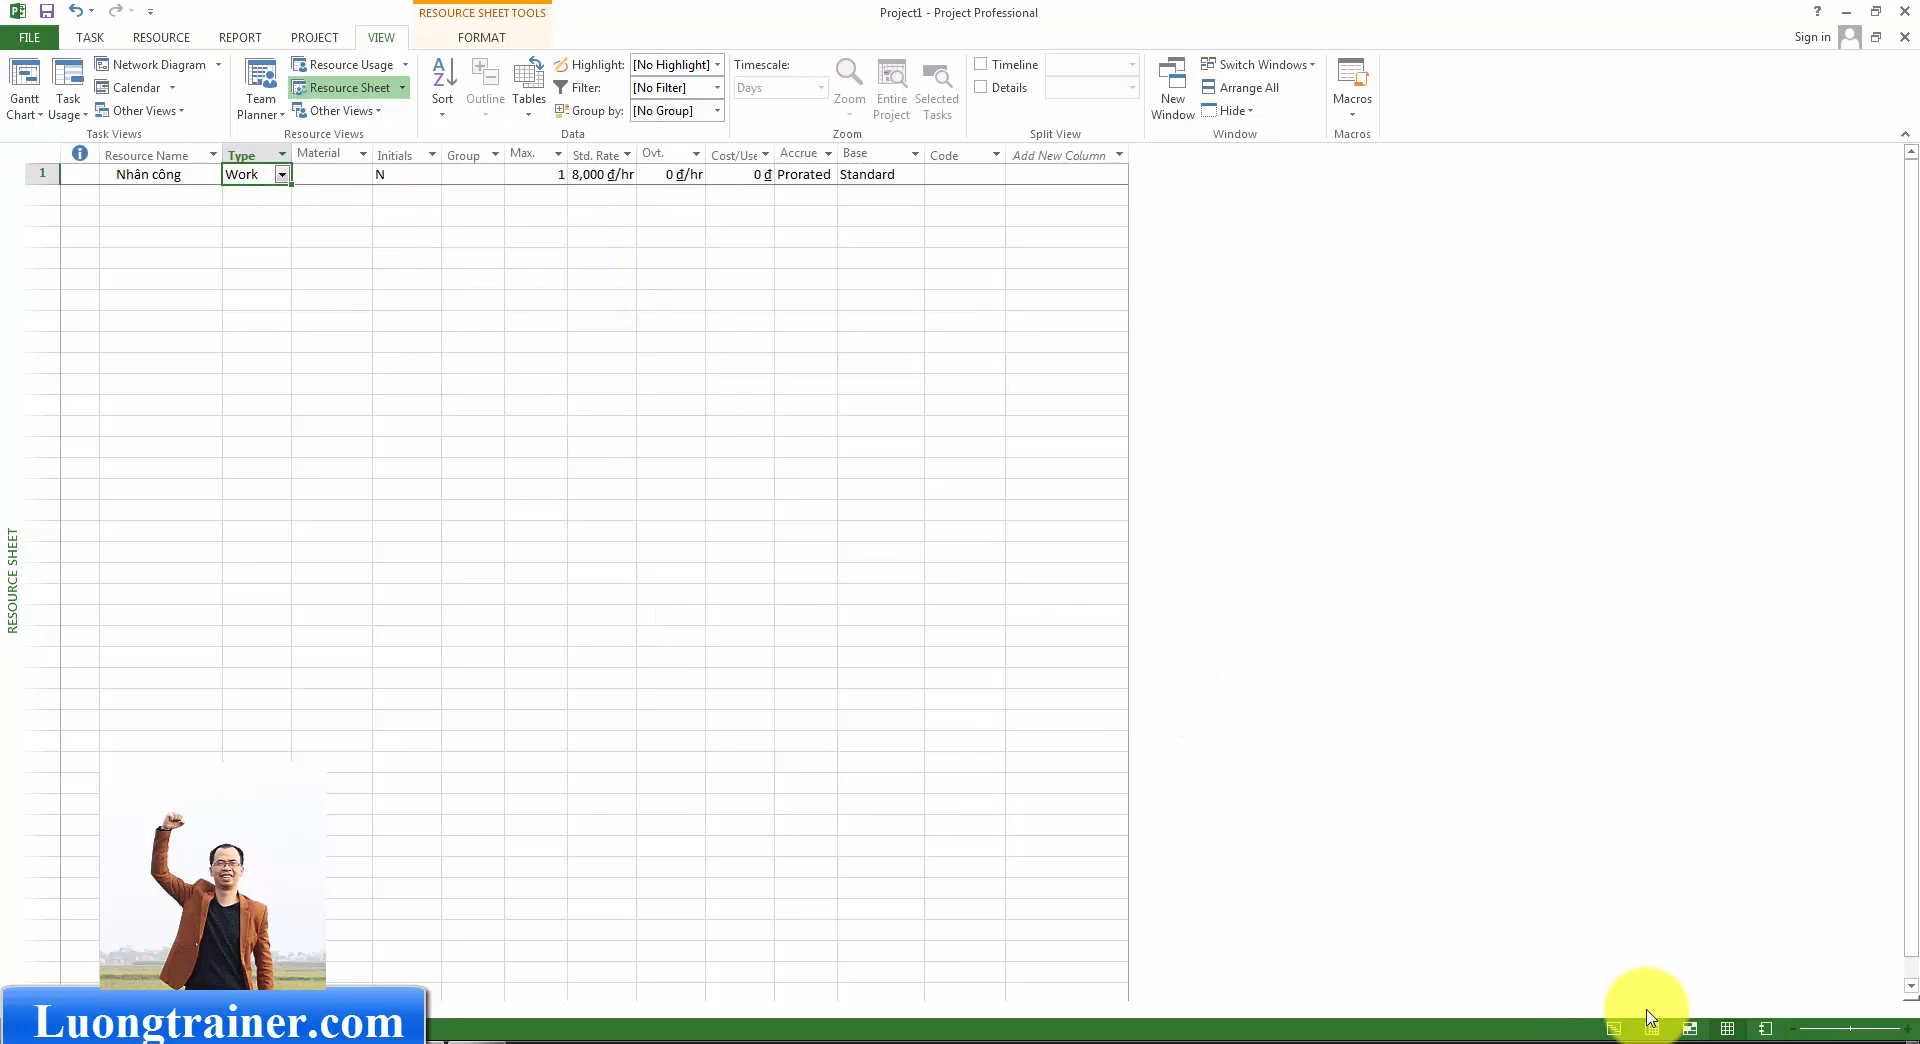 RESOURCE SHEET TOOLS
Project1 - Project Professional
FILE TASK RESOURCE REPORT PROJECT VIEW FORMAT Sign in
Network Diagram
Calendar
Other Views
Gantt Chart
Task Usage
Task Views
Team Planner
Resource Usage
Resource Sheet
Other Views
Resource Views
Sort
Outline
Tables
Highlight: [No Highlight]
Filter: [No Filter]
Group by: [No Group]
Data
Timescale:
Days
Zoom
Entire Project
Selected Tasks
Zoom
Timeline
Details
Split View
New Window
Switch Windows
Arrange All
Hide
Window
Macros
Macros
Resource Name Type Material Initials Group Max. Std. Rate Ovt. Cost/Use Accrue Base Code Add New Column
1 Nhân công Work N 1 8,000 ₫/hr 0 ₫/hr 0 ₫ Prorated Standard
RESOURCE SHEET
Luongtrainer.com